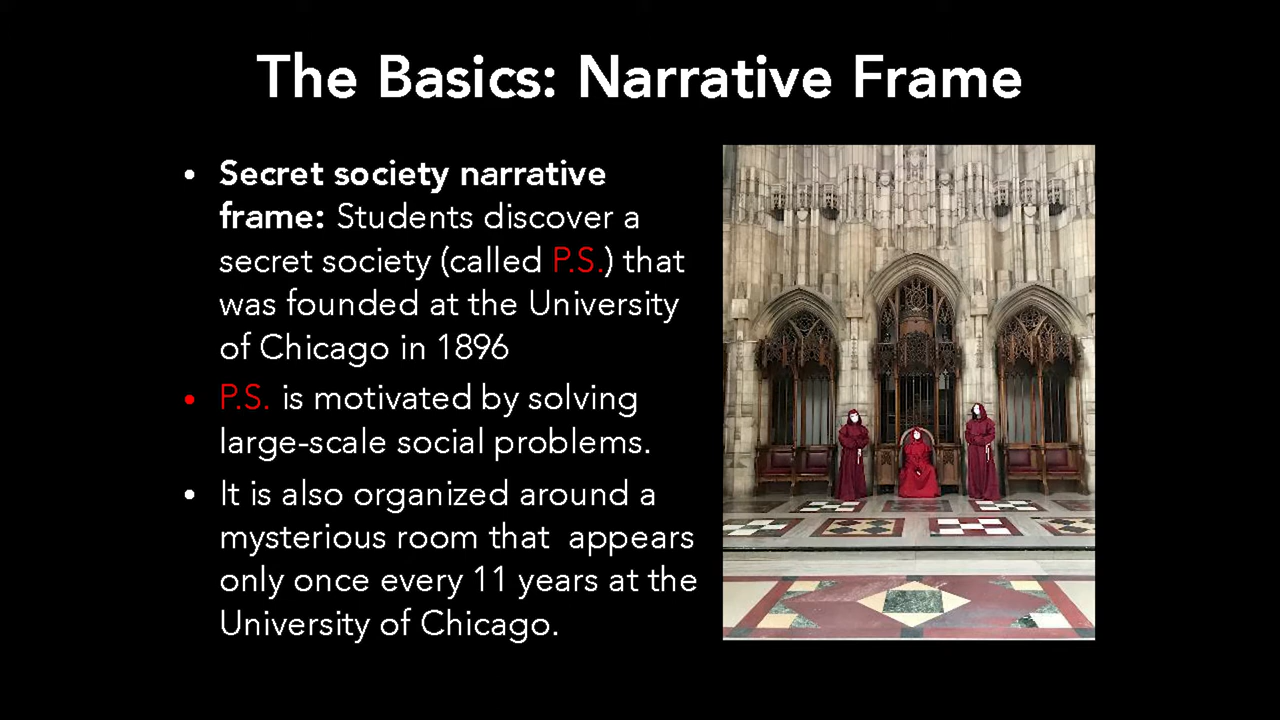 The Basics: Narrative Frame
• Secret society narrative
frame: Students discover a
secret society (called P.S.) that
was founded at the University
of Chicago in 1896
• P.S. is motivated by solving
large-scale social problems.
• It is also organized around a
mysterious room that  appears
only once every 11 years at the
University of Chicago.